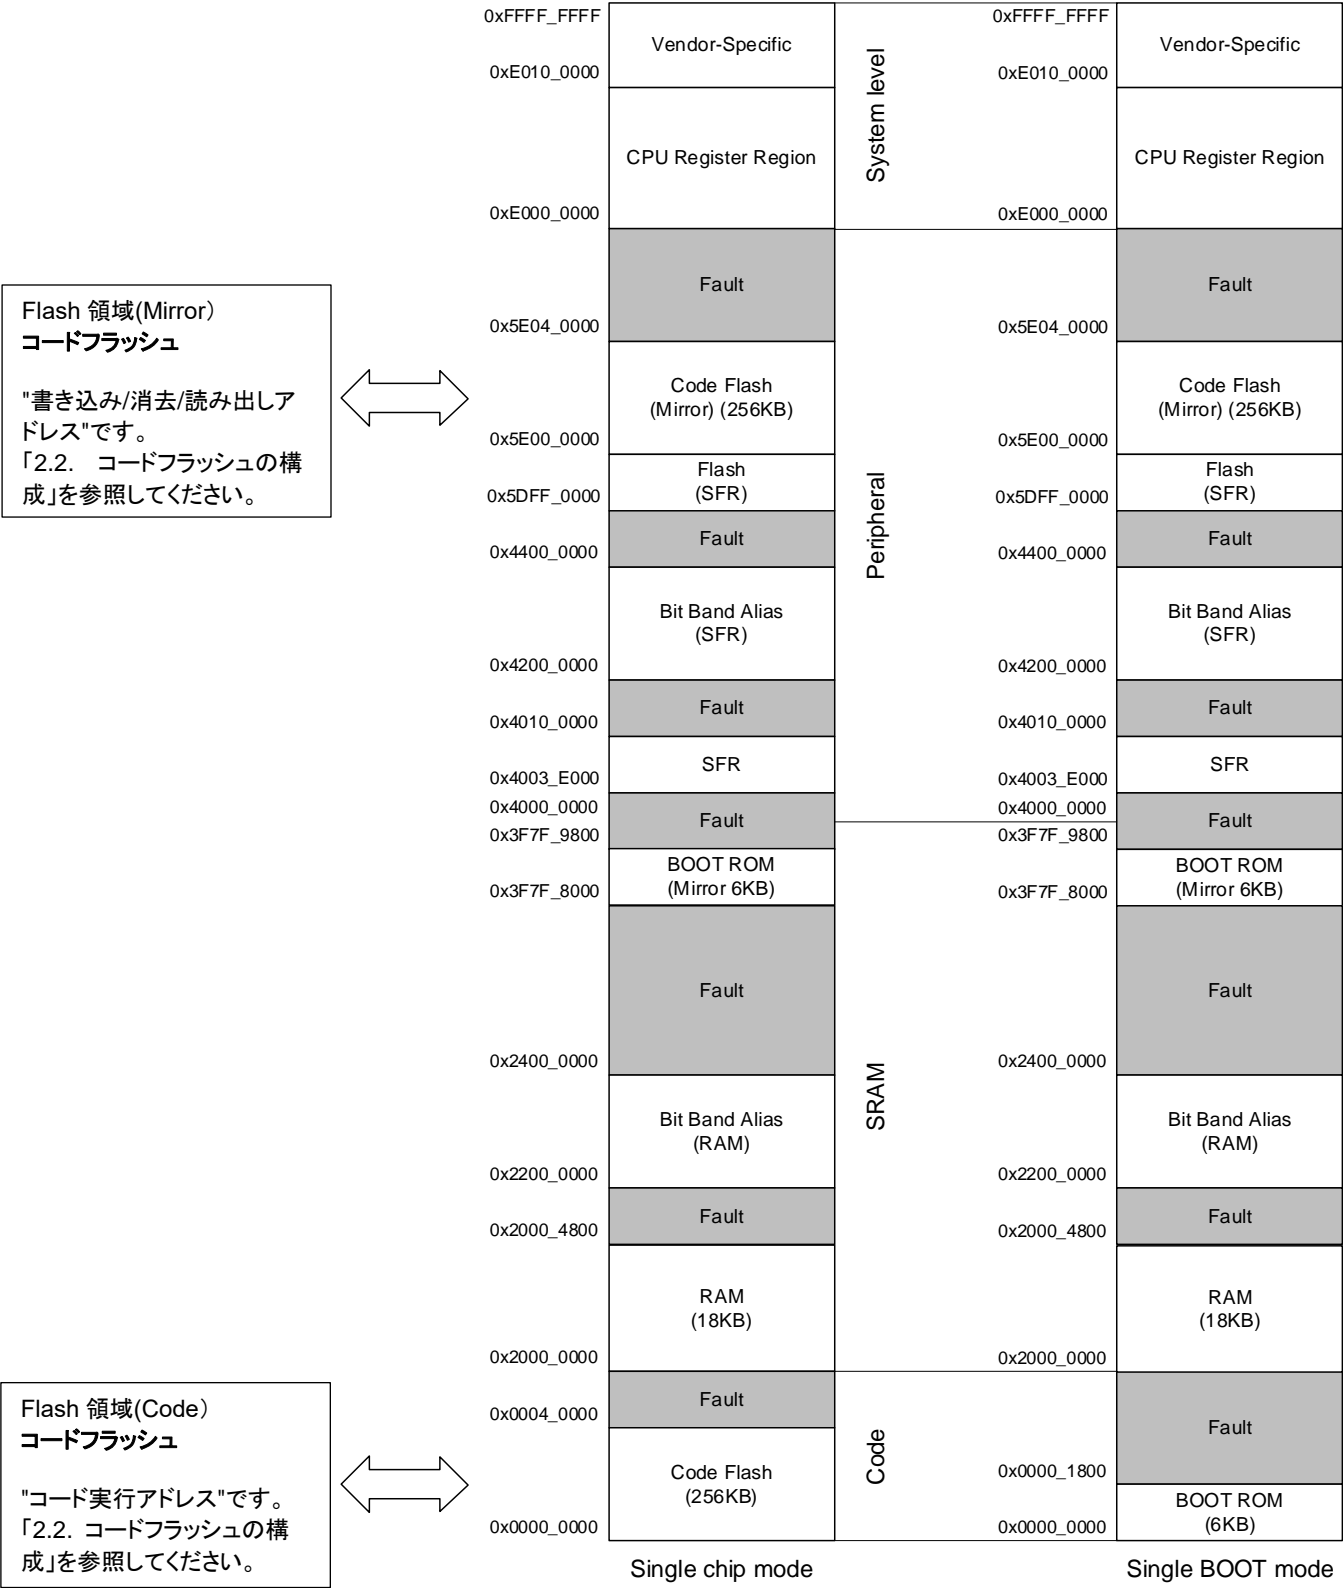 0xFFFF_FFFF
Vendor-Specific
0xE010_0000
CPU Register Region
0xE000_0000
Fault
0x5E04_0000
Code Flash
(Mirror) (256KB)
0x5E00_0000
Flash
(SFR)
0x5DFF_0000
Fault
0x4400_0000
Bit Band Alias
(SFR)
0x4200_0000
Fault
0x4010_0000
SFR
0x4003_E000
0x4000_0000
Fault
0x3F7F_9800
BOOT ROM
(Mirror 6KB)
0x3F7F_8000
Fault
0x2400_0000
Bit Band Alias
(RAM)
0x2200_0000
Fault
0x2000_4800
RAM
(18KB)
0x2000_0000
Fault
0x0004_0000
Code Flash
(256KB)
0x0000_0000
Single chip mode
System level
Peripheral
SRAM
Code
0xFFFF_FFFF
Vendor-Specific
0xE010_0000
CPU Register Region
0xE000_0000
Fault
0x5E04_0000
Code Flash
(Mirror) (256KB)
0x5E00_0000
Flash
(SFR)
0x5DFF_0000
Fault
0x4400_0000
Bit Band Alias
(SFR)
0x4200_0000
Fault
0x4010_0000
SFR
0x4003_E000
0x4000_0000
Fault
0x3F7F_9800
BOOT ROM
(Mirror 6KB)
0x3F7F_8000
Fault
0x2400_0000
Bit Band Alias
(RAM)
0x2200_0000
Fault
0x2000_4800
RAM
(18KB)
0x2000_0000
Fault
0x0000_1800
BOOT ROM
(6KB)
0x0000_0000
Single BOOT mode
Flash 領域(Mirror）
コードフラッシュ
"書き込み/消去/読み出しア
ドレス"です。
「2.2.　コードフラッシュの構
成」を参照してください。
Flash 領域(Code）
コードフラッシュ
"コード実行アドレス"です。
「2.2. コードフラッシュの構
成」を参照してください。